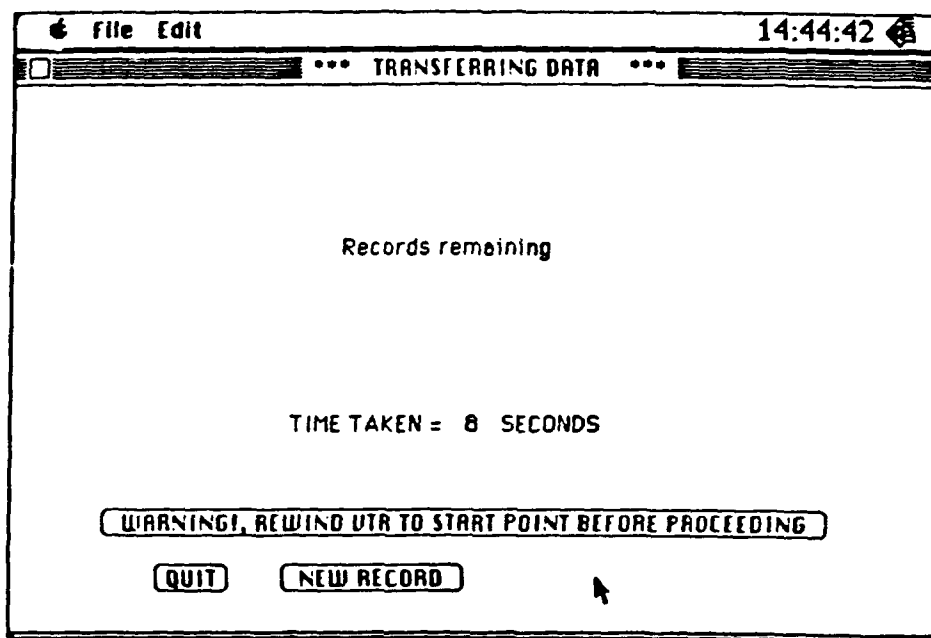 File Edit 14:44:42
*** TRANSFERRING DATA ***
Records remaining
TIME TAKEN = 8 SECONDS
WARNING!, REWIND VTR TO START POINT BEFORE PROCEEDING
QUIT NEW RECORD